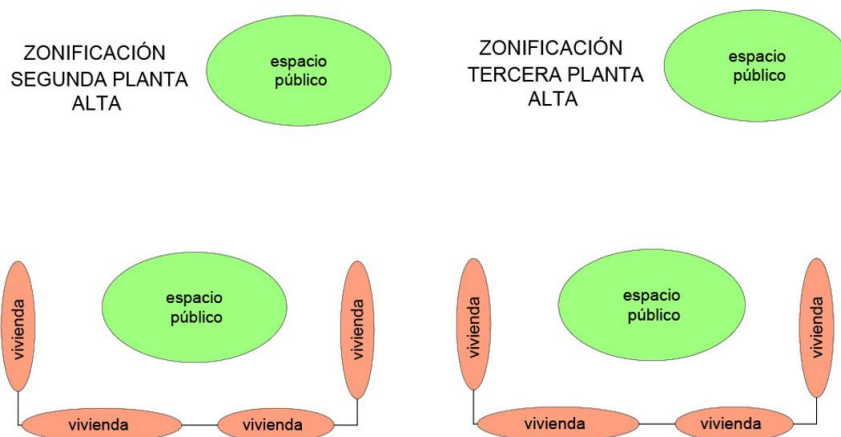 ZONIFICACIÓN
SEGUNDA PLANTA
ALTA
espacio
público
ZONIFICACIÓN
TERCERA PLANTA
ALTA
espacio
público
vivienda
espacio
público
vivienda
vivienda
vivienda
vivienda
espacio
público
vivienda
vivienda
vivienda